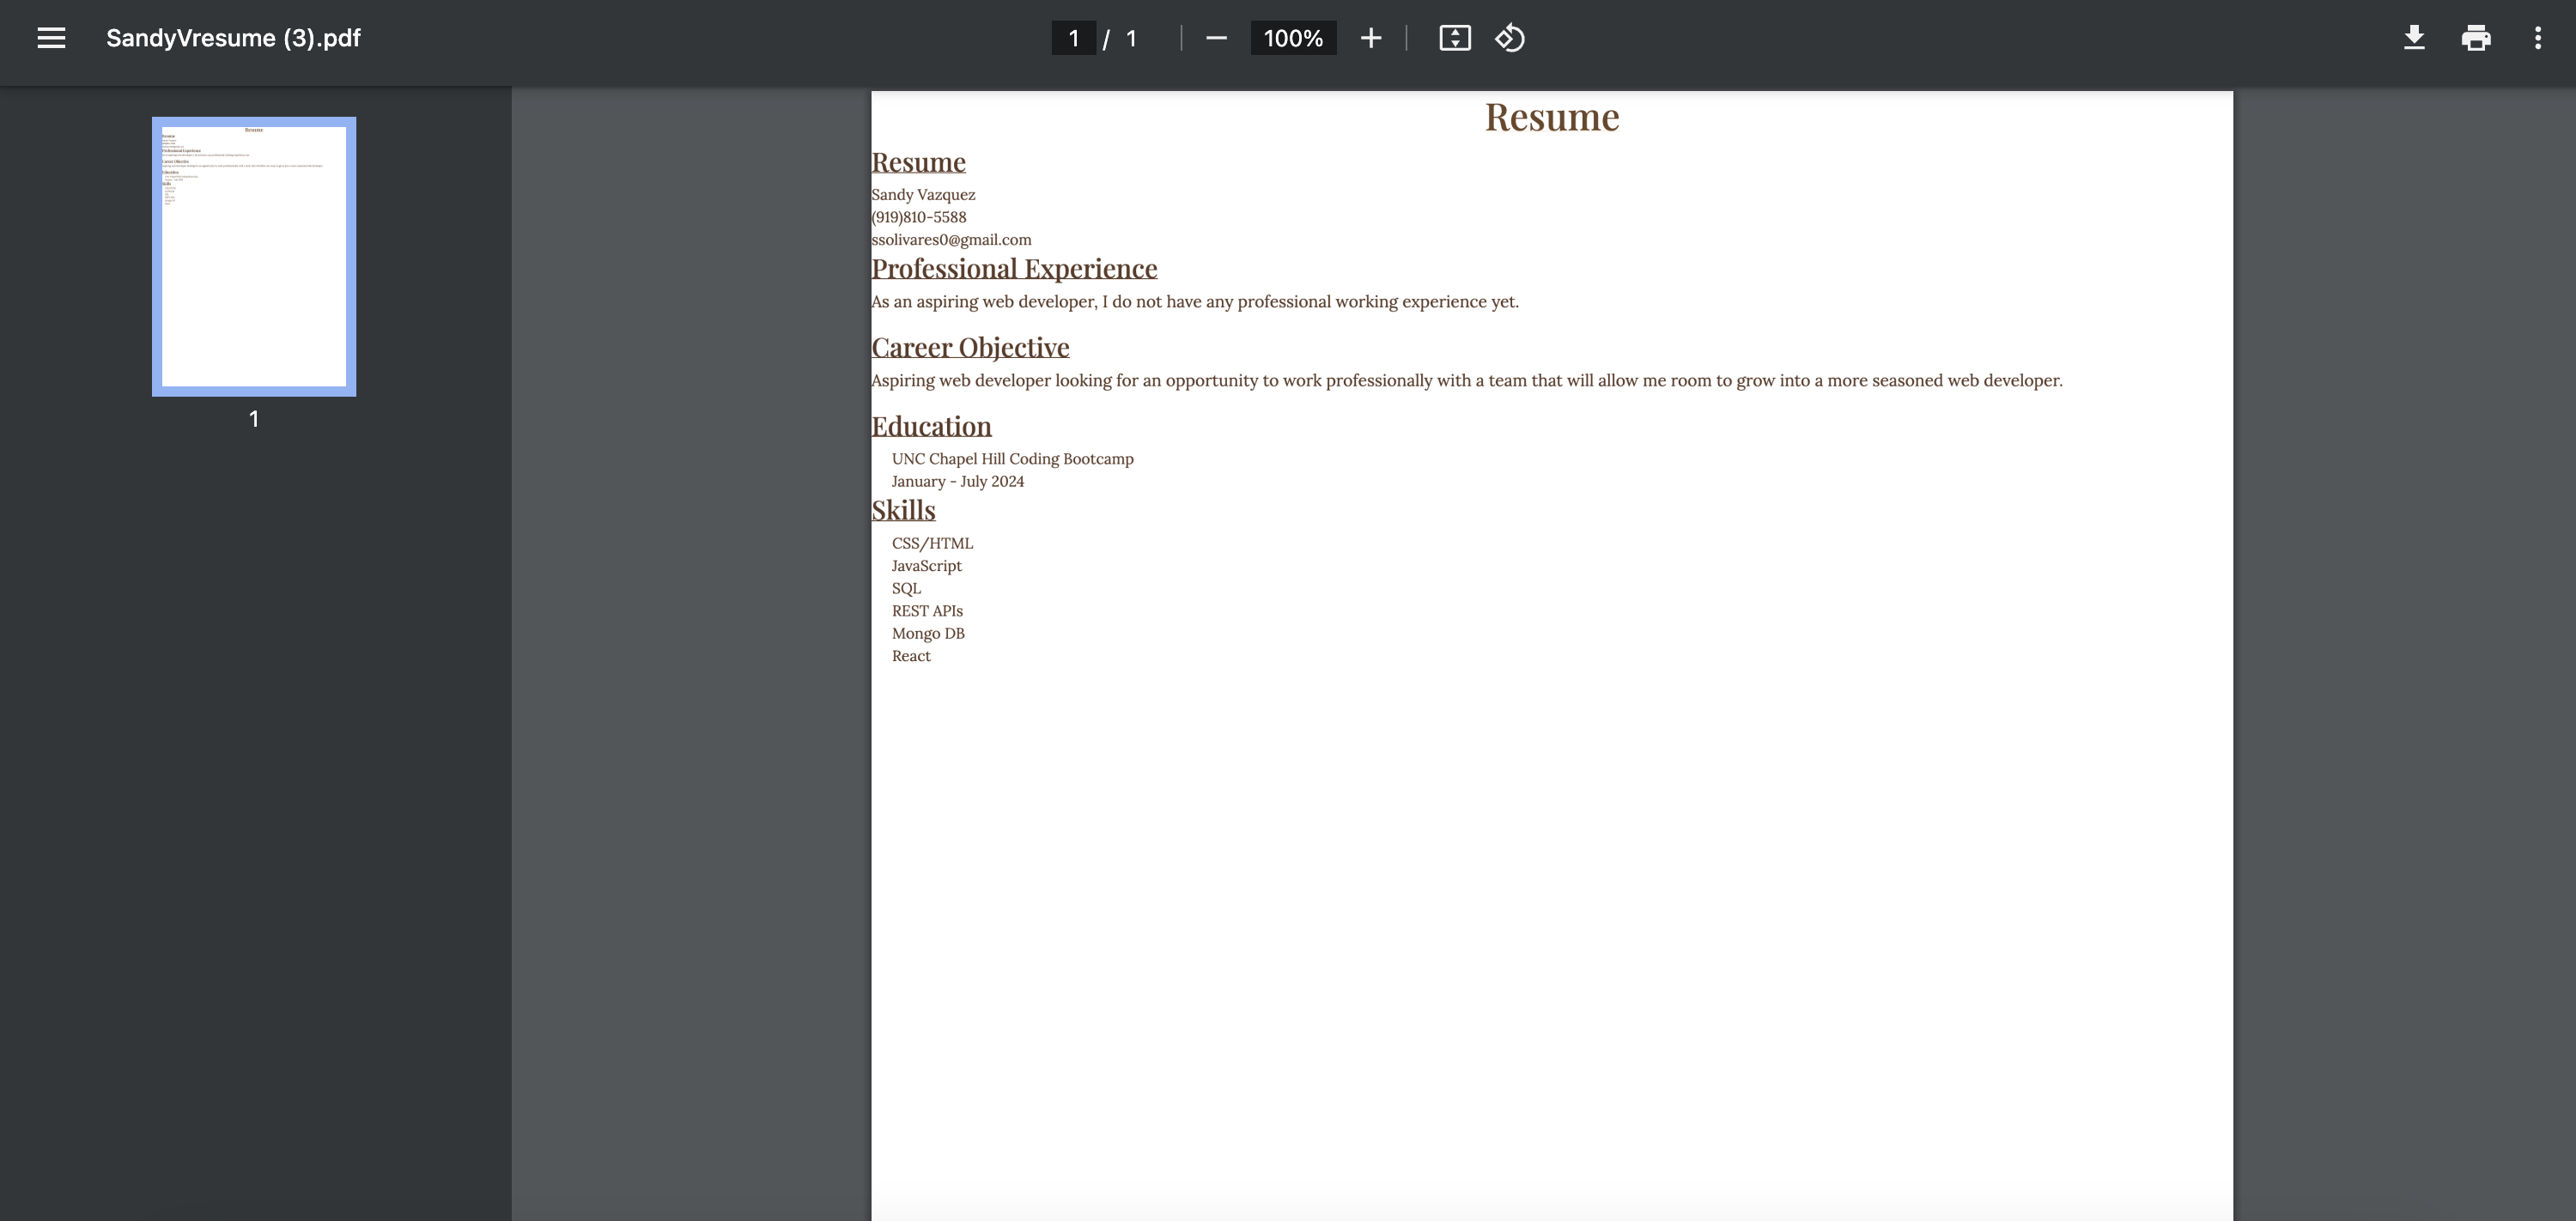 SandyVresume (3).pdf
1 / 1
100%
1
Resume
Resume
Sandy Vazquez
(919)810-5588
ssolivares0@gmail.com
Professional Experience
As an aspiring web developer, I do not have any professional working experience yet.
Career Objective
Aspiring web developer looking for an opportunity to work professionally with a team that will allow me room to grow into a more seasoned web developer.
Education
UNC Chapel Hill Coding Bootcamp
January - July 2024
Skills
CSS/HTML
JavaScript
SQL
REST APIs
Mongo DB
React